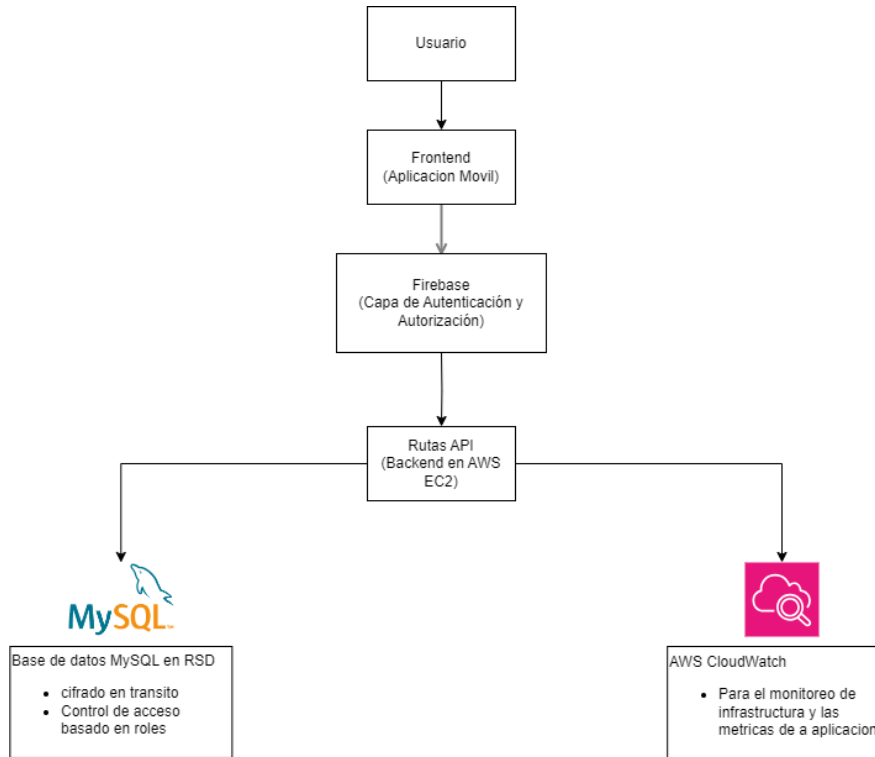 Usuario
Frontend
(Aplicacion Movil)
Firebase
(Capa de Autenticación y
Autorización)
Rutas API
(Backend en AWS
EC2)
MySQL
Base de datos MySQL en RSD
cifrado en transito
Control de acceso
basado en roles
AWS CloudWatch
Para el monitoreo de
infrastructura y las
metricas de a aplicacion